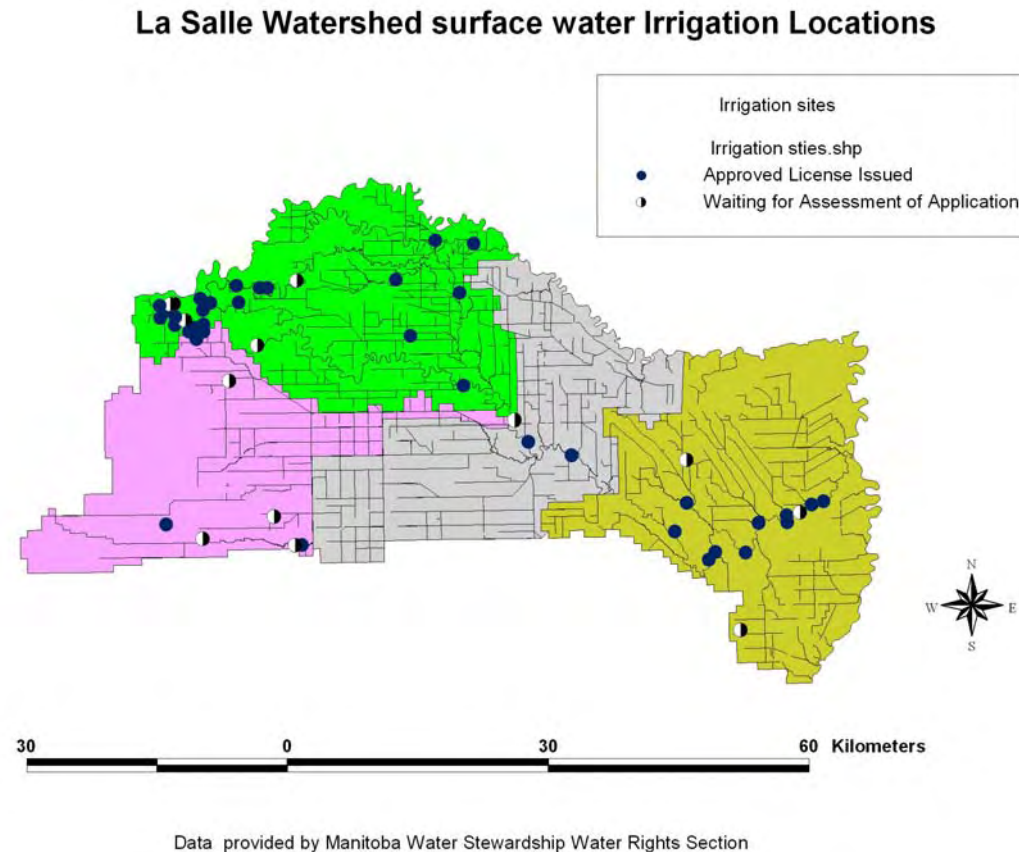 La Salle Watershed surface water Irrigation Locations
Irrigation sites
Irrigation sties.shp
Approved License Issued
Waiting for Assessment of Application
N
W E
S
30 0 30 60 Kilometers
Data provided by Manitoba Water Stewardship Water Rights Section